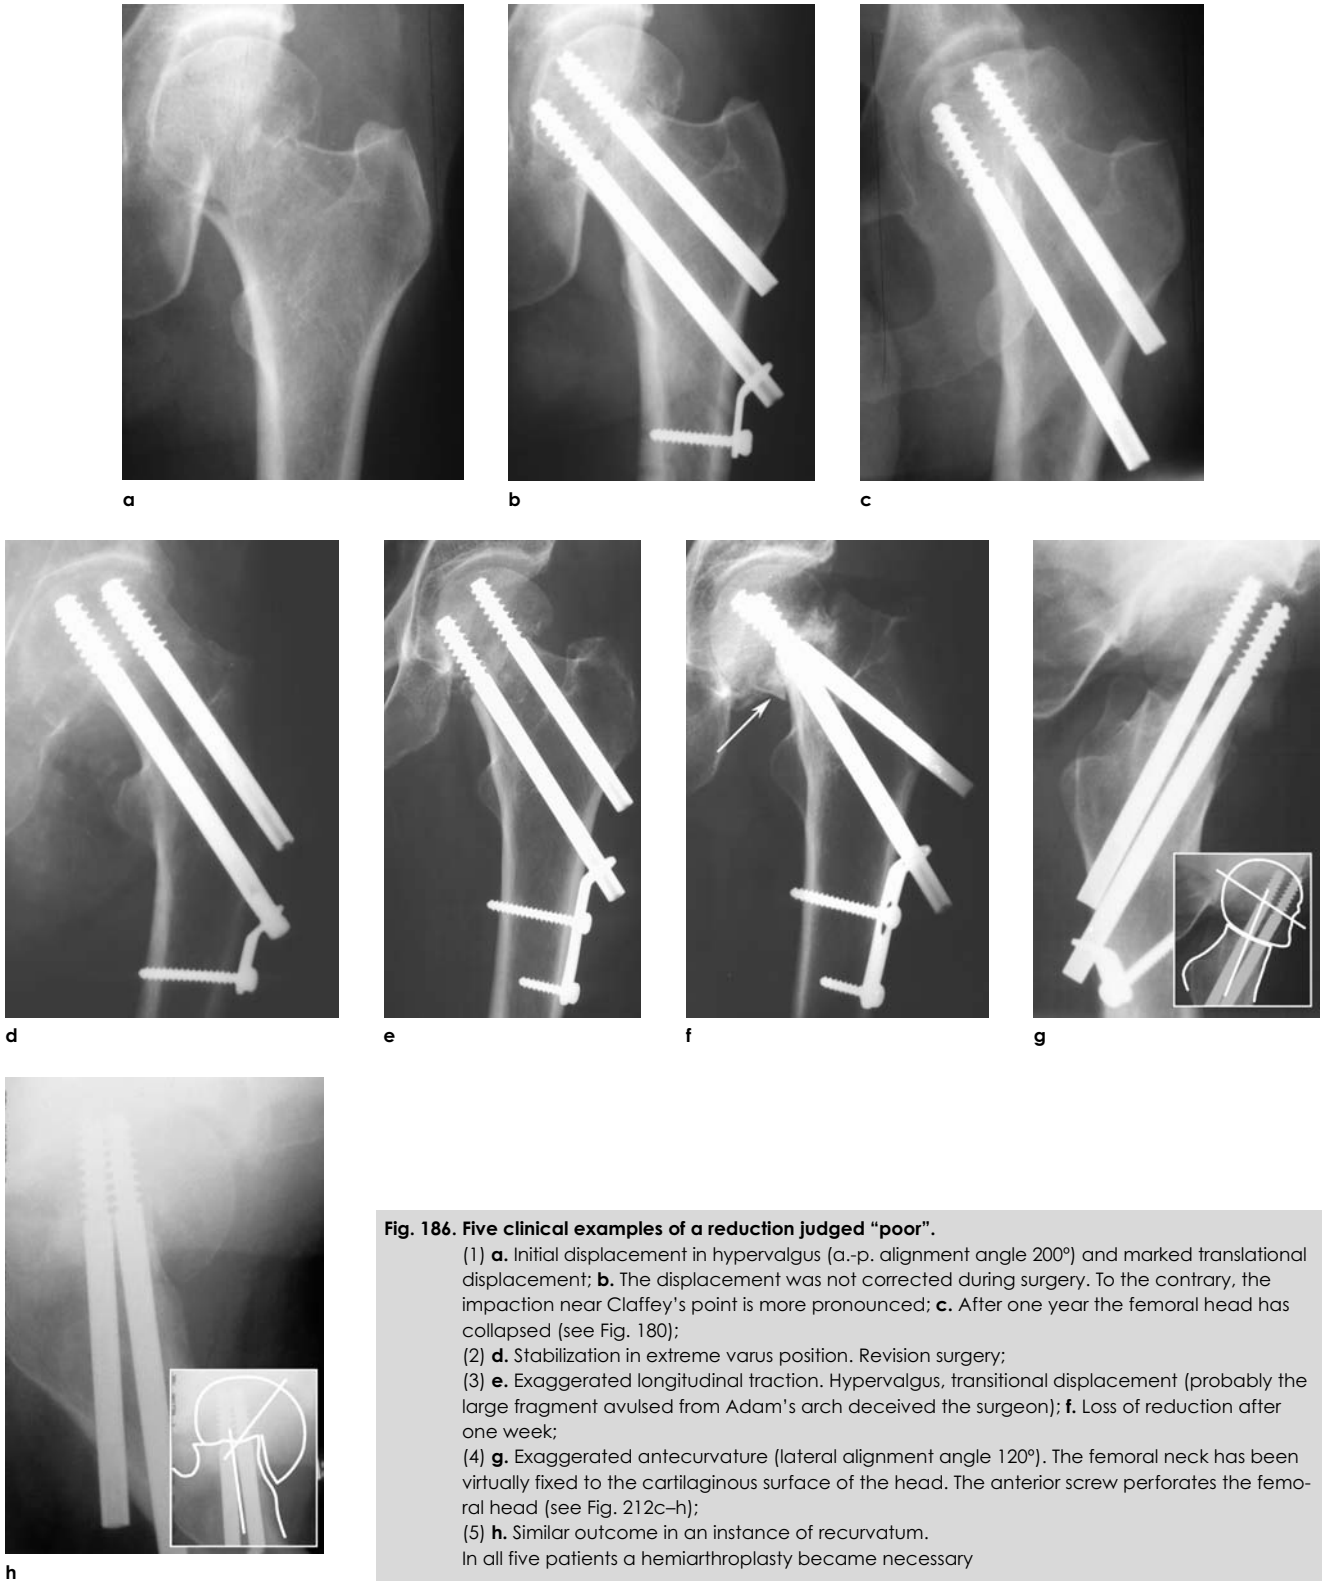 a
b
c
d
e
f
g
h
Fig. 186. Five clinical examples of a reduction judged “poor”.
(1) a. Initial displacement in hypervalgus (a.-p. alignment angle 200º) and marked translational
displacement; b. The displacement was not corrected during surgery. To the contrary, the
impaction near Claffey’s point is more pronounced; c. After one year the femoral head has
collapsed (see Fig. 180);
(2) d. Stabilization in extreme varus position. Revision surgery;
(3) e. Exaggerated longitudinal traction. Hypervalgus, transitional displacement (probably the
large fragment avulsed from Adam’s arch deceived the surgeon); f. Loss of reduction after
one week;
(4) g. Exaggerated antecurvature (lateral alignment angle 120º). The femoral neck has been
virtually fixed to the cartilaginous surface of the head. The anterior screw perforates the femo-
ral head (see Fig. 212c–h);
(5) h. Similar outcome in an instance of recurvatum.
In all five patients a hemiarthroplasty became necessary